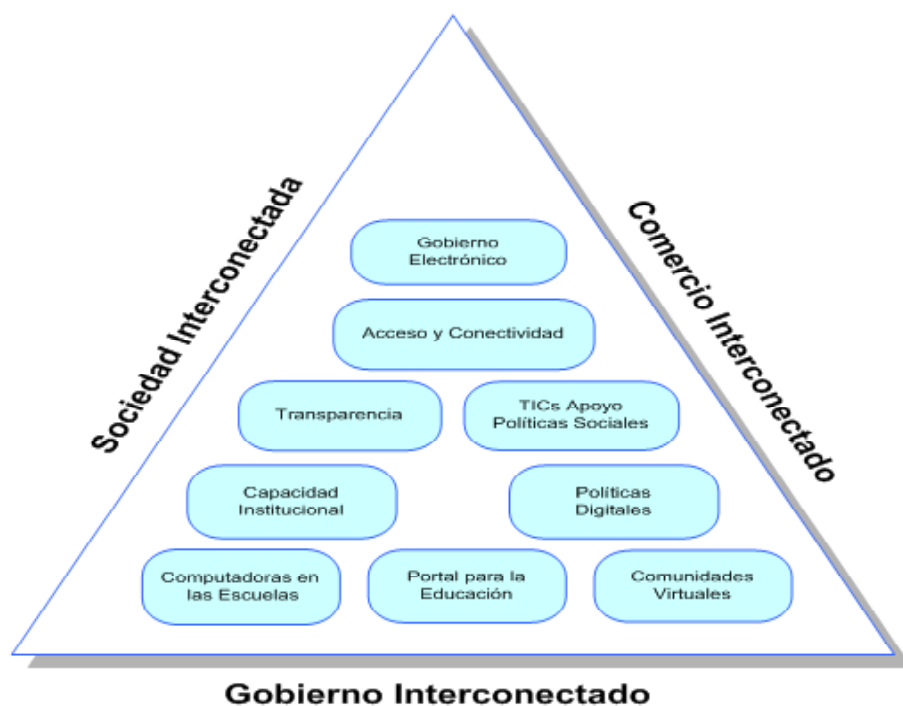 Sociedad Interconectada
Comercio Interconectado
Gobierno
Electrónico
Acceso y Conectividad
Transparencia
TICs Apoyo
Políticas Sociales
Capacidad
Institucional
Políticas
Digitales
Computadoras en
las Escuelas
Portal para la
Educación
Comunidades
Virtuales
Gobierno Interconectado